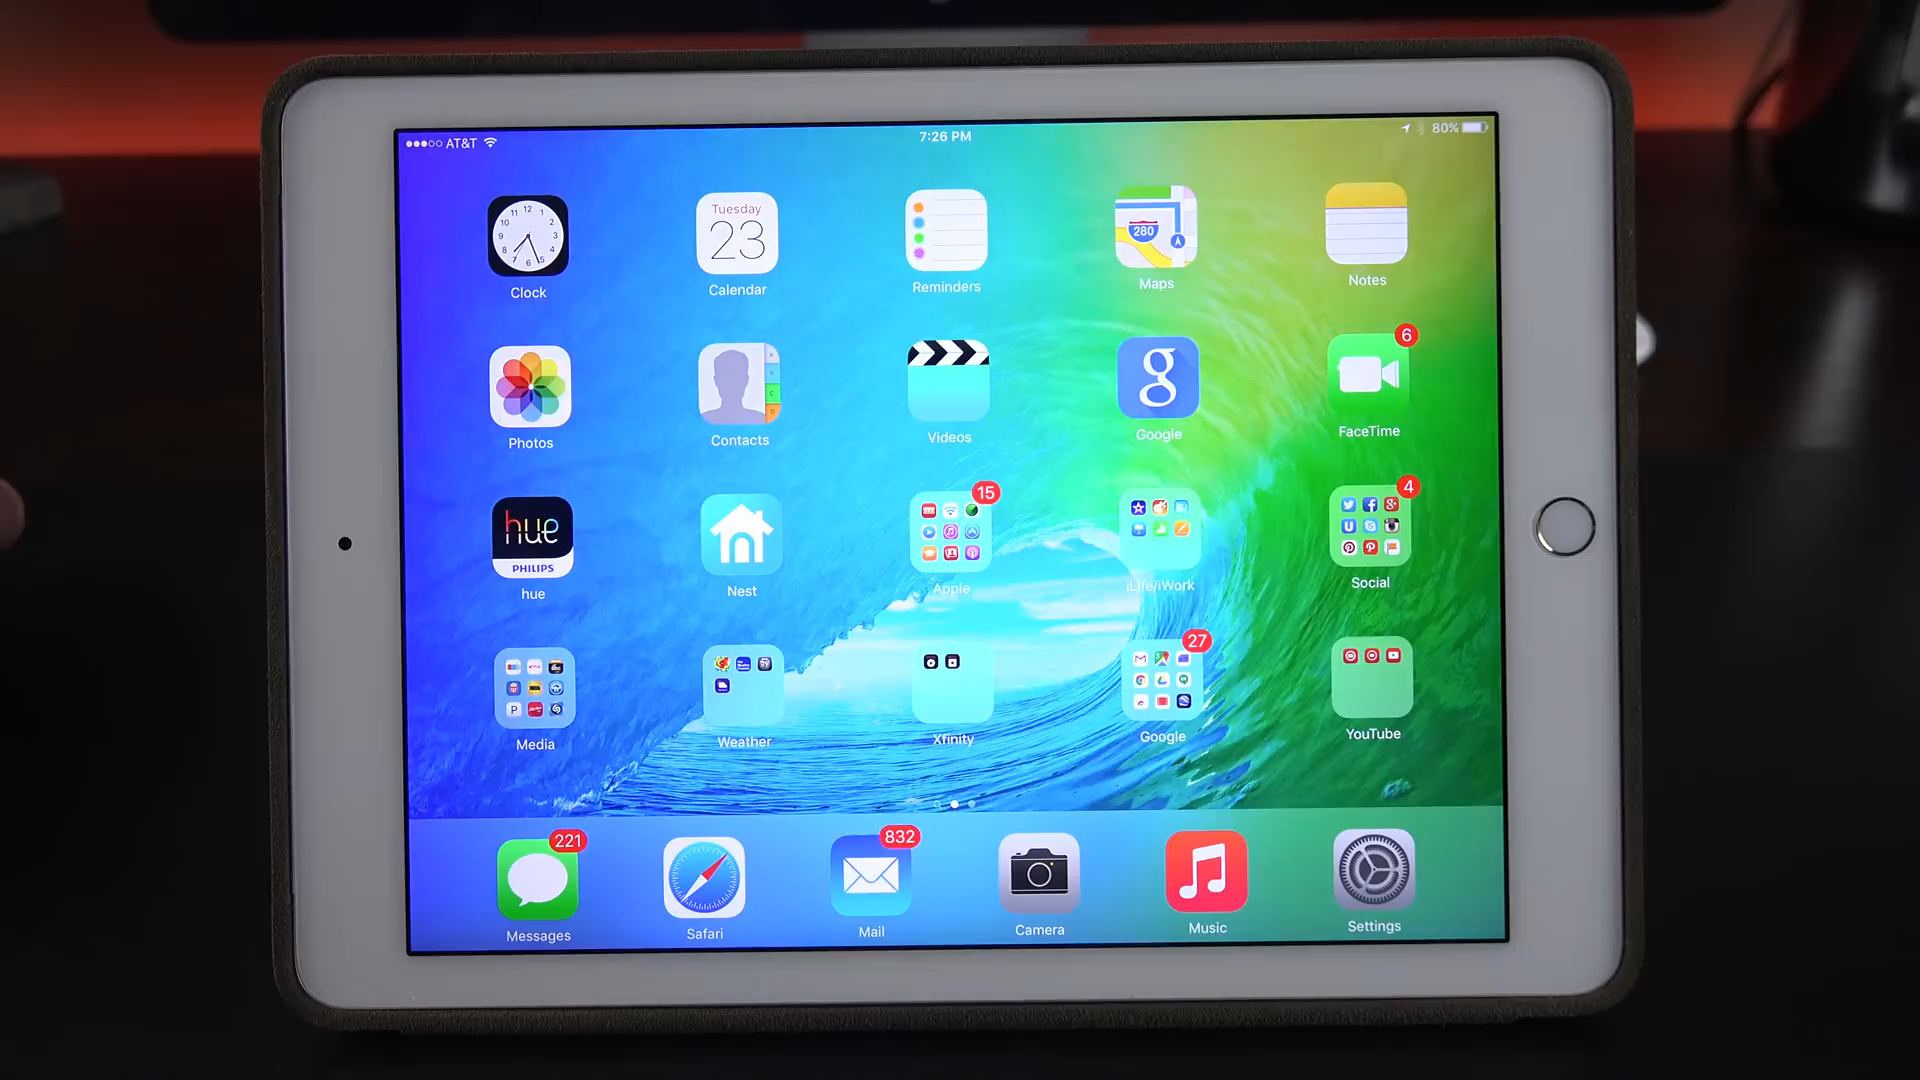 AT&T
7:26 PM
80%
Tuesday
23
280
Clock
Calendar
Reminders
Maps
Notes
6
g
Photos
Contacts
Videos
Google
FaceTime
hue
PHILIPS
15
4
hue
Nest
Apple
iLife/iWork
Social
27
Media
Weather
Xfinity
Google
YouTube
221
832
Messages
Safari
Mail
Camera
Music
Settings